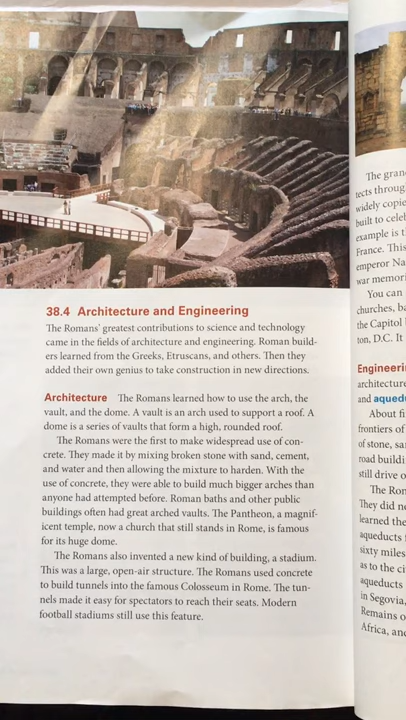 38.4 Architecture and Engineering
The Romans' greatest contributions to science and technology
came in the fields of architecture and engineering. Roman build-
ers learned from the Greeks, Etruscans, and others. Then they
added their own genius to take construction in new directions.
Architecture The Romans learned how to use the arch, the
vault, and the dome. A vault is an arch used to support a roof. A
dome is a series of vaults that form a high, rounded roof.
The Romans were the first to make widespread use of con-
crete. They made it by mixing broken stone with sand, cement,
and water and then allowing the mixture to harden. With the
use of concrete, they were able to build much bigger arches than
anyone had attempted before. Roman baths and other public
buildings often had great arched vaults. The Pantheon, a magnif-
icent temple, now a church that still stands in Rome, is famous
for its huge dome.
The Romans also invented a new kind of building, a stadium.
This was a large, open-air structure. The Romans used concrete
to build tunnels into the famous Colosseum in Rome. The tun-
nels made it easy for spectators to reach their seats. Modern
football stadiums still use this feature.
The gran
tects throug
widely copie
built to celeb
example is t
France. This
emperor Na
war memori
You can
churches, ba
the Capitol
ton, D.C. It
Engineeri
architecture
and aqued
About fi
frontiers of
of stone, sa
road buildi
still drive o
The Ron
They did no
learned the
aqueducts
sixty miles
as to the ci
aqueducts
in Segovia,
Remains o
Africa, and